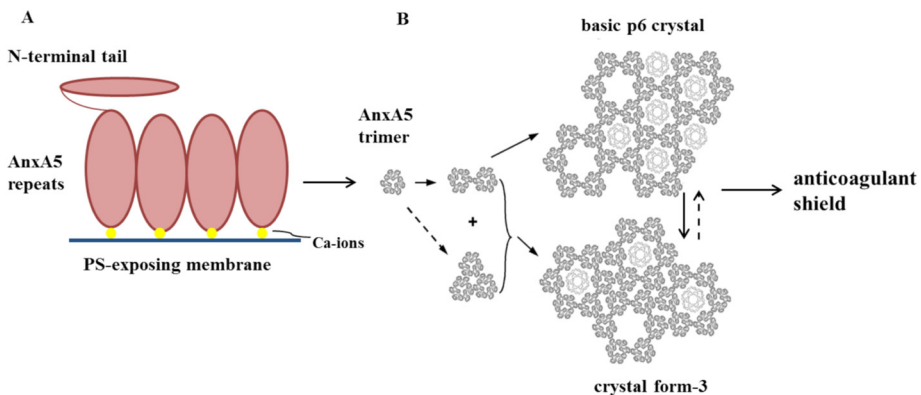 A
N-terminal tail
AnxA5
repeats
Ca-ions
PS-exposing membrane
B
basic p6 crystal
AnxA5
trimer
+
anticoagulant
shield
crystal form-3